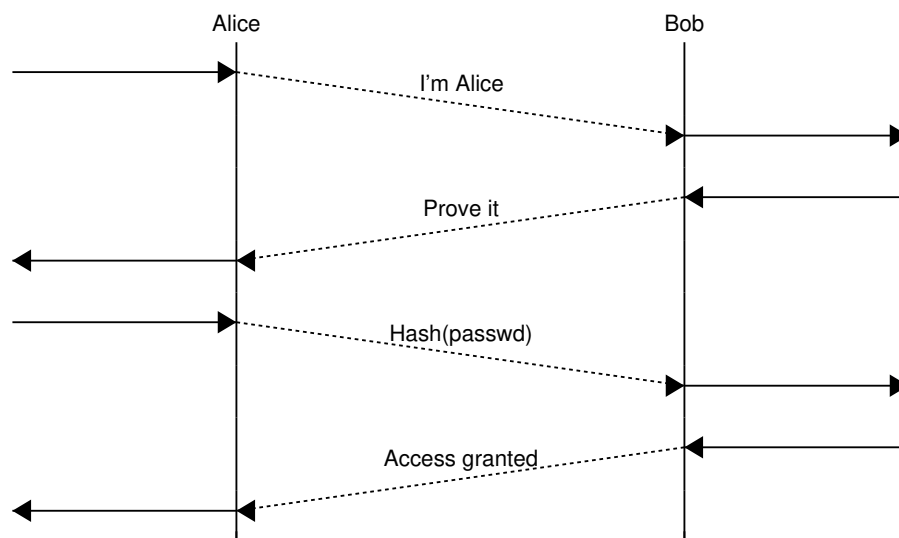 Alice
Bob
I'm Alice
Prove it
Hash(passwd)
Access granted